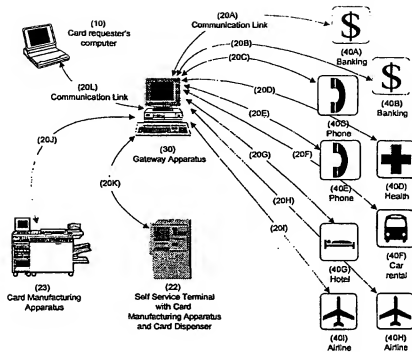 (10)
Card requester's
computer
(20L)
Communication Link
(20A)
Communication Link
(20B)
(20C)
(20D)
(20E)
(20F)
(20G)
(20H)
(20I)
(20J)
(20K)
(30)
Gateway Apparatus
(23)
Card Manufacturing
Apparatus
(22)
Self Service Terminal
with Card
Manufacturing Apparatus
and Card Dispenser
$
(40A)
Banking
$
(40B)
Banking
(40C)
Phone
(40D)
Health
(40E)
Phone
(40F)
Car
rental
(40G)
Hotel
(40I)
Airline
(40H)
Airline